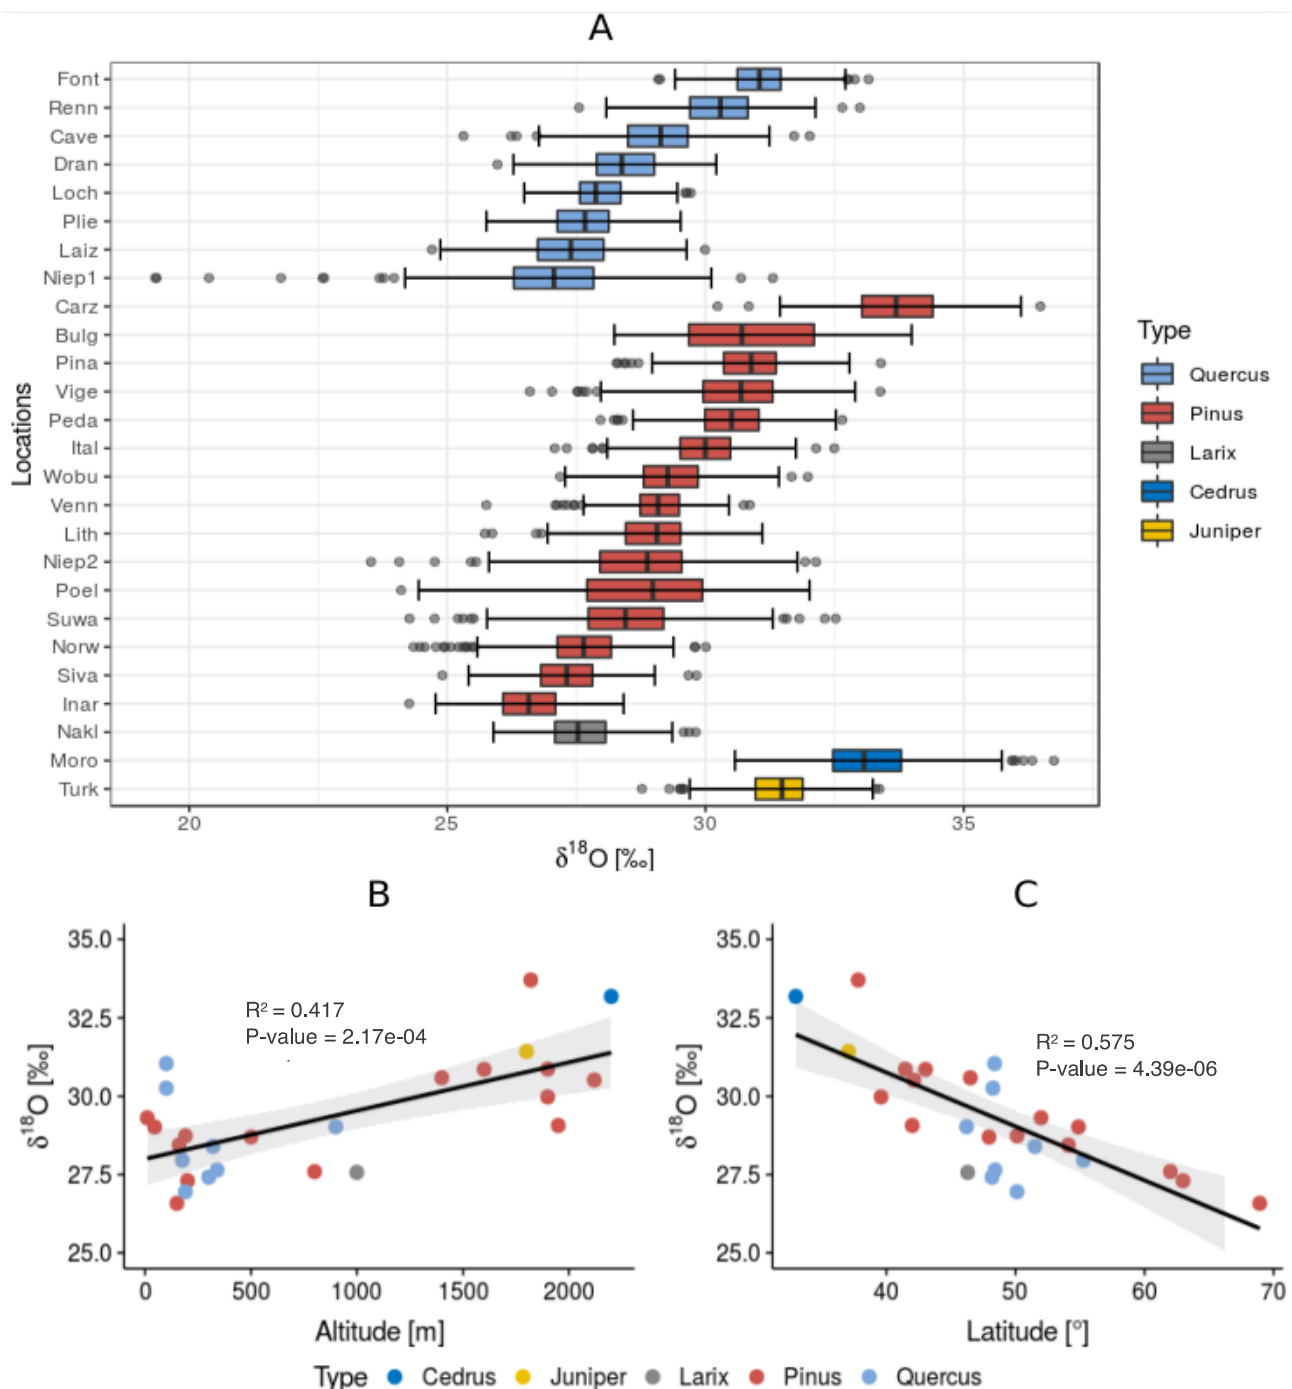 A
Font
Renn
Cave
Dran
Loch
Plie
Laiz
Niep1
Carz
Bulg
Pina
Vige
Peda
Ital
Wobu
Venn
Lith
Niep2
Poel
Suwa
Norw
Siva
Inar
Nakl
Moro
Turk
Locations
20 25 30 35
δ¹⁸O [‰]
Type
Quercus
Pinus
Larix
Cedrus
Juniper
B
35.0
32.5
30.0
27.5
25.0
δ¹⁸O [‰]
R² = 0.417
P-value = 2.17e-04
0 500 1000 1500 2000
Altitude [m]
C
35.0
32.5
30.0
27.5
25.0
δ¹⁸O [‰]
R² = 0.575
P-value = 4.39e-06
40 50 60 70
Latitude [°]
Type Cedrus Juniper Larix Pinus Quercus